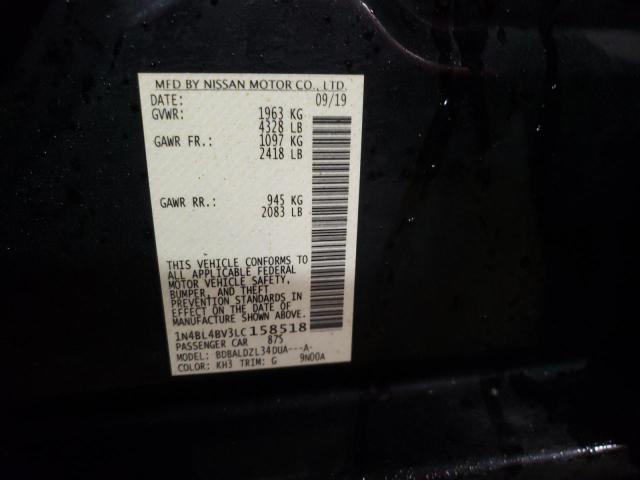 MFD BY NISSAN MOTOR CO., LTD.
DATE: 09/19
GVWR: 1963 KG
4328 LB
GAWR FR.: 1097 KG
2418 LB
GAWR RR.: 945 KG
2083 LB
THIS VEHICLE CONFORMS TO
ALL APPLICABLE FEDERAL
MOTOR VEHICLE SAFETY,
BUMPER, AND THEFT
PREVENTION STANDARDS IN
EFFECT ON THE DATE OF
MANUFACTURE SHOWN ABOVE.
1N4BL4BV3LC158518
PASSENGER CAR 875
MODEL: BDBALDZL34DUA---A-
COLOR: KH3 TRIM: G 9N00A